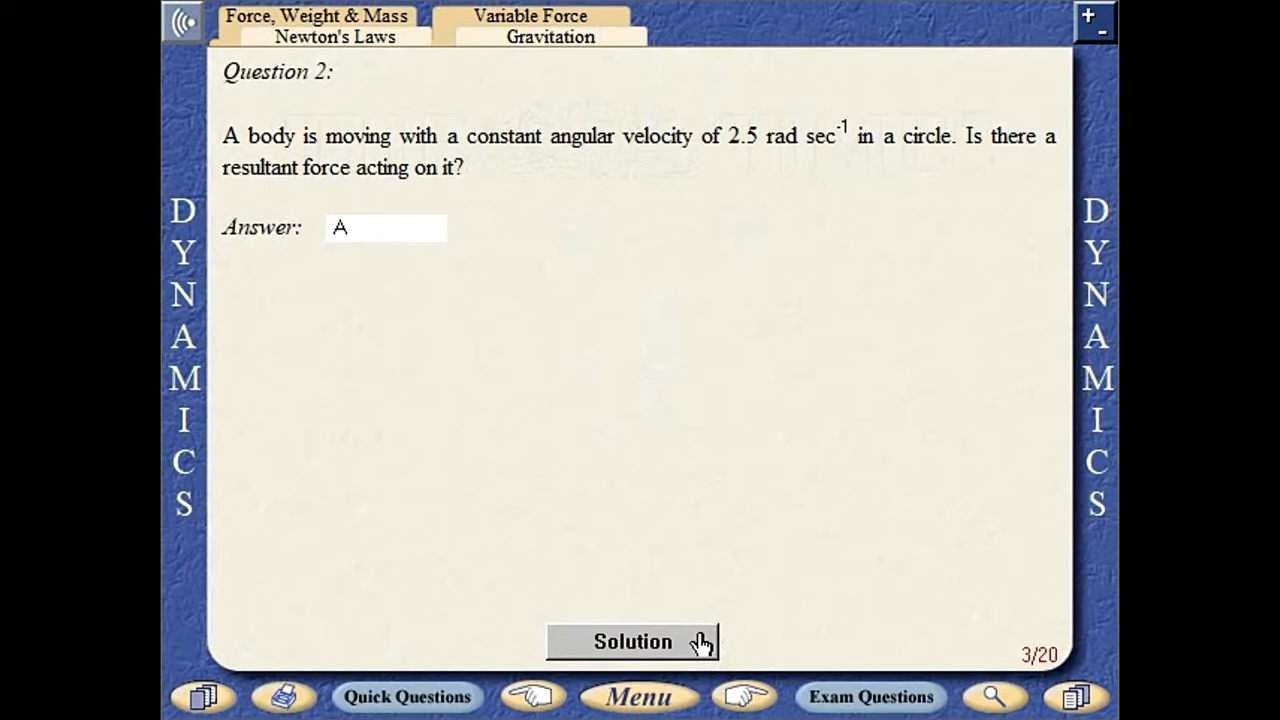 Force, Weight & Mass
Variable Force
Newton's Laws
Gravitation
+
-
Question 2:
A body is moving with a constant angular velocity of 2.5 rad sec⁻¹ in a circle. Is there a
resultant force acting on it?
Answer: A
D
Y
N
A
M
I
C
S
D
Y
N
A
M
I
C
S
Solution
3/20
Quick Questions
Menu
Exam Questions